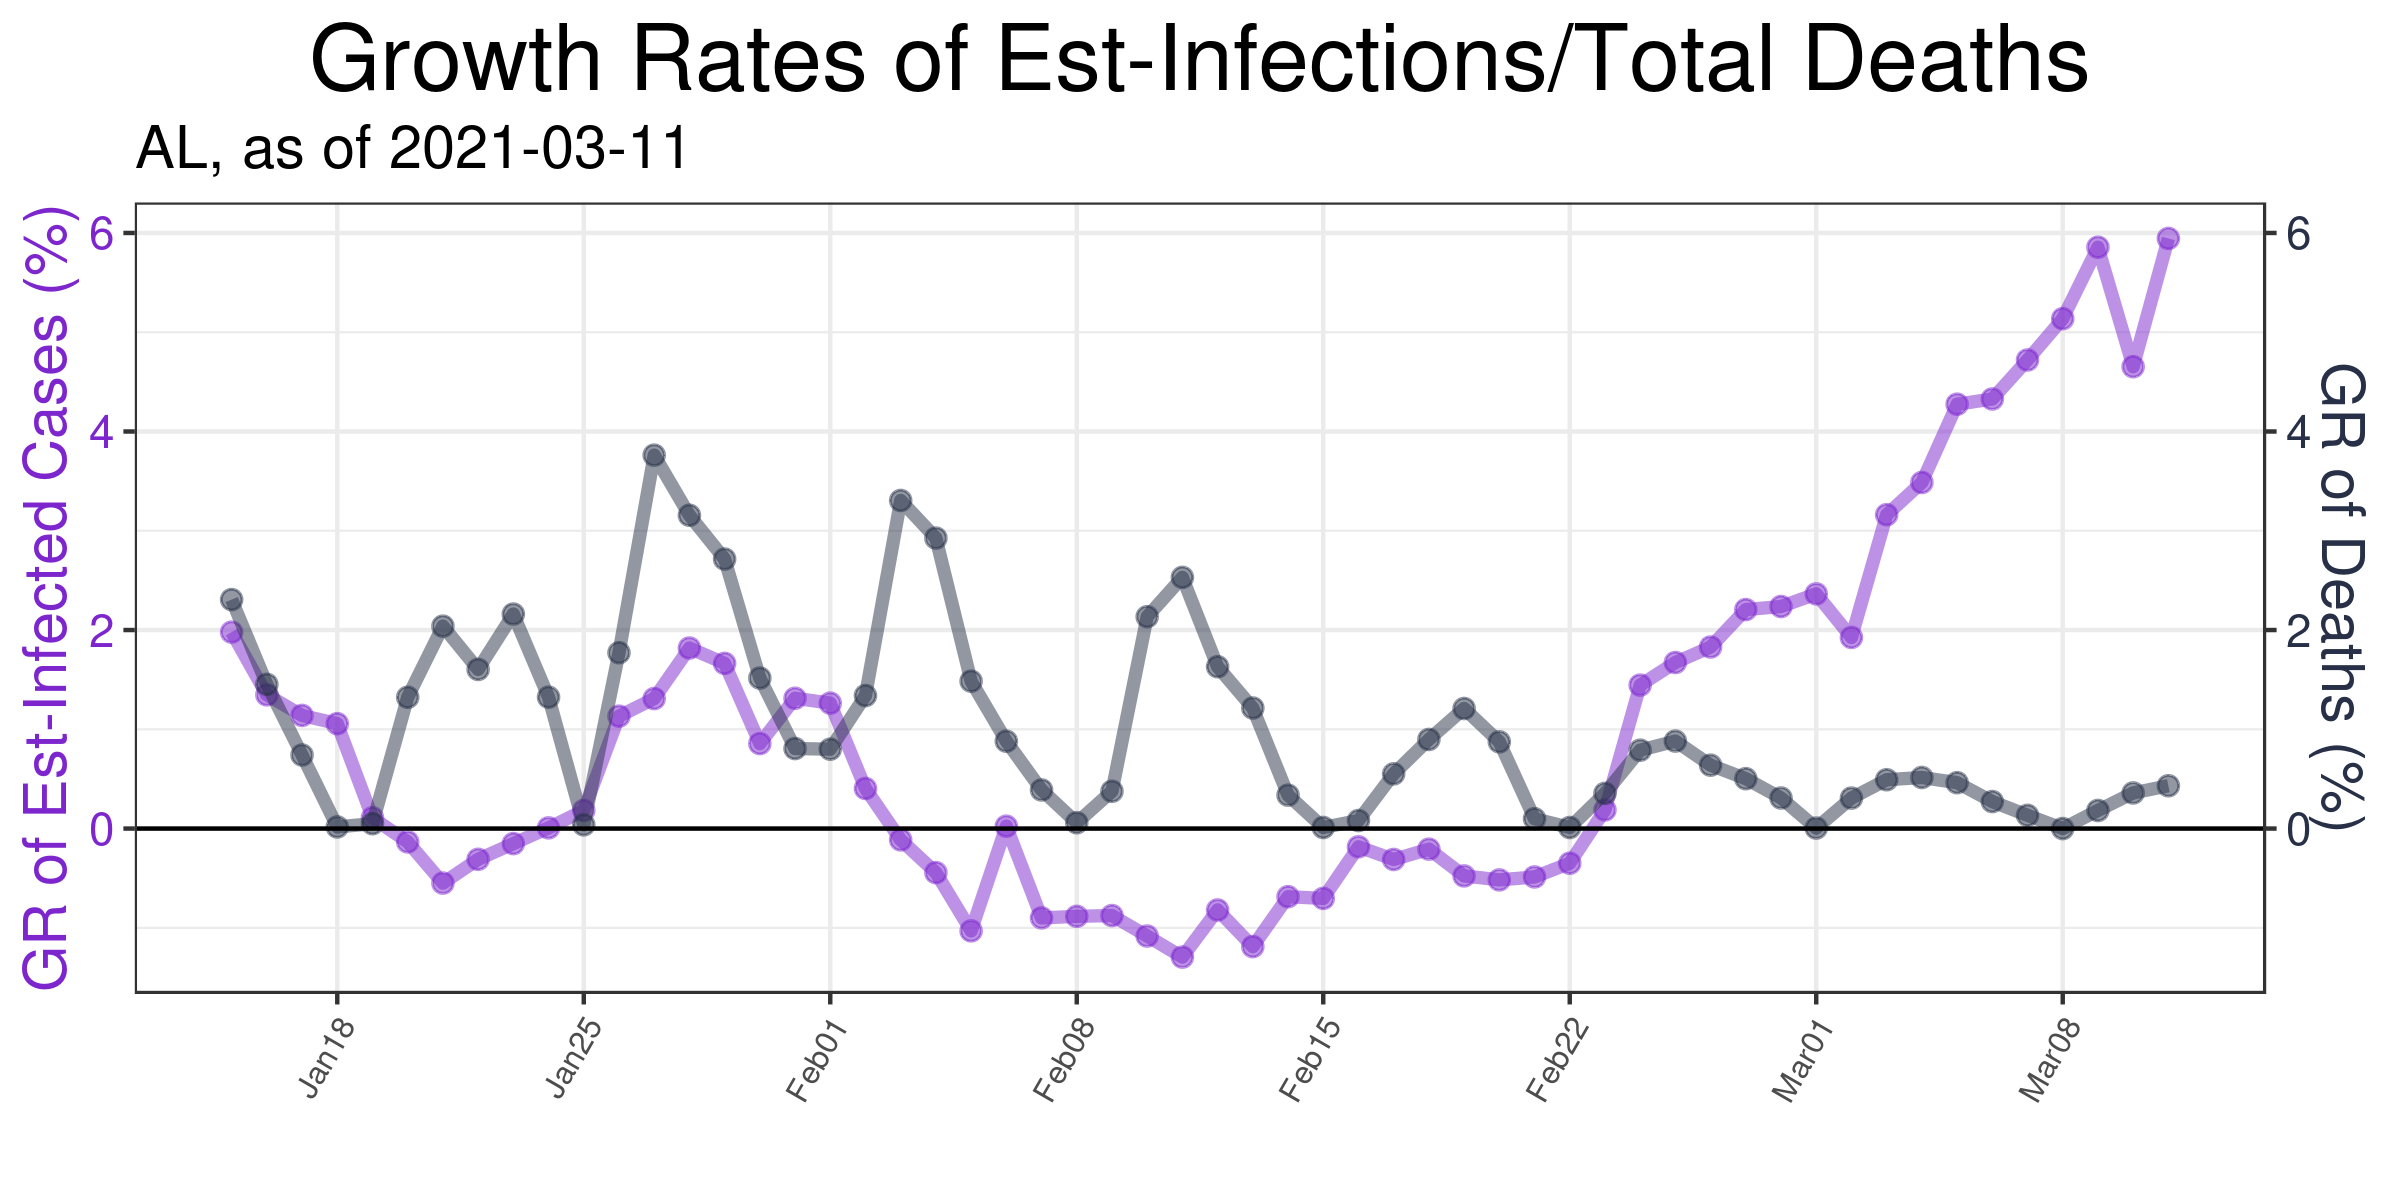 Growth Rates of Est-Infections/Total Deaths
AL, as of 2021-03-11
GR of Est-Infected Cases (%)
6
4
2
0
6
4
2
0
GR of Deaths (%)
Jan18
Jan25
Feb01
Feb08
Feb15
Feb22
Mar01
Mar08